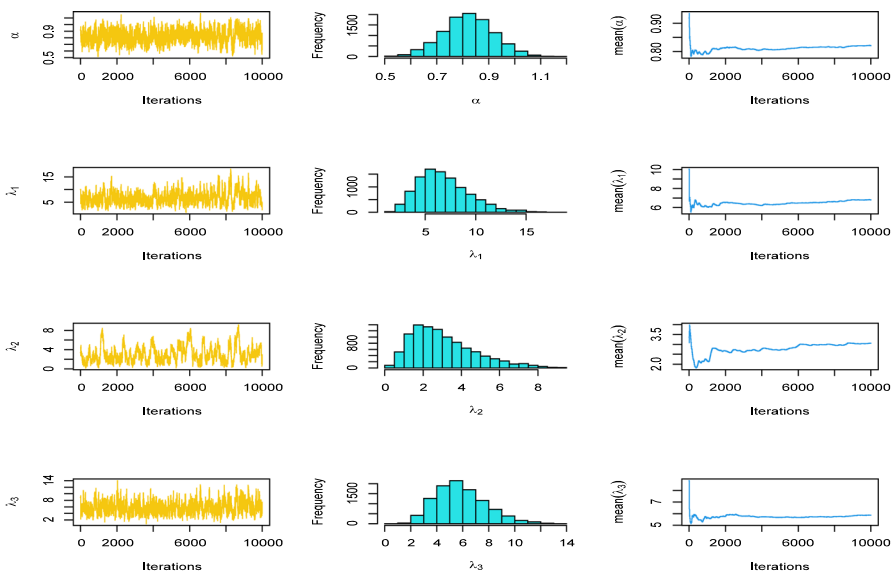 α
0.5 0.9
0 2000 6000 10000
Iterations
Frequency
0 500 1500
0.5 0.7 0.9 1.1
α
mean(α)
0.80 0.90
0 2000 6000 10000
Iterations
λ1
5 15
0 2000 6000 10000
Iterations
Frequency
0 1000
5 10 15
λ1
mean(λ1)
6 7 8 10
0 2000 6000 10000
Iterations
λ2
0 4 8
0 2000 6000 10000
Iterations
Frequency
0 800
0 2 4 6 8
λ2
mean(λ2)
2.0 3.5
0 2000 6000 10000
Iterations
λ3
2 8 14
0 2000 6000 10000
Iterations
Frequency
0 1500
0 2 4 6 8 10 12 14
λ3
mean(λ3)
5 7
0 2000 6000 10000
Iterations